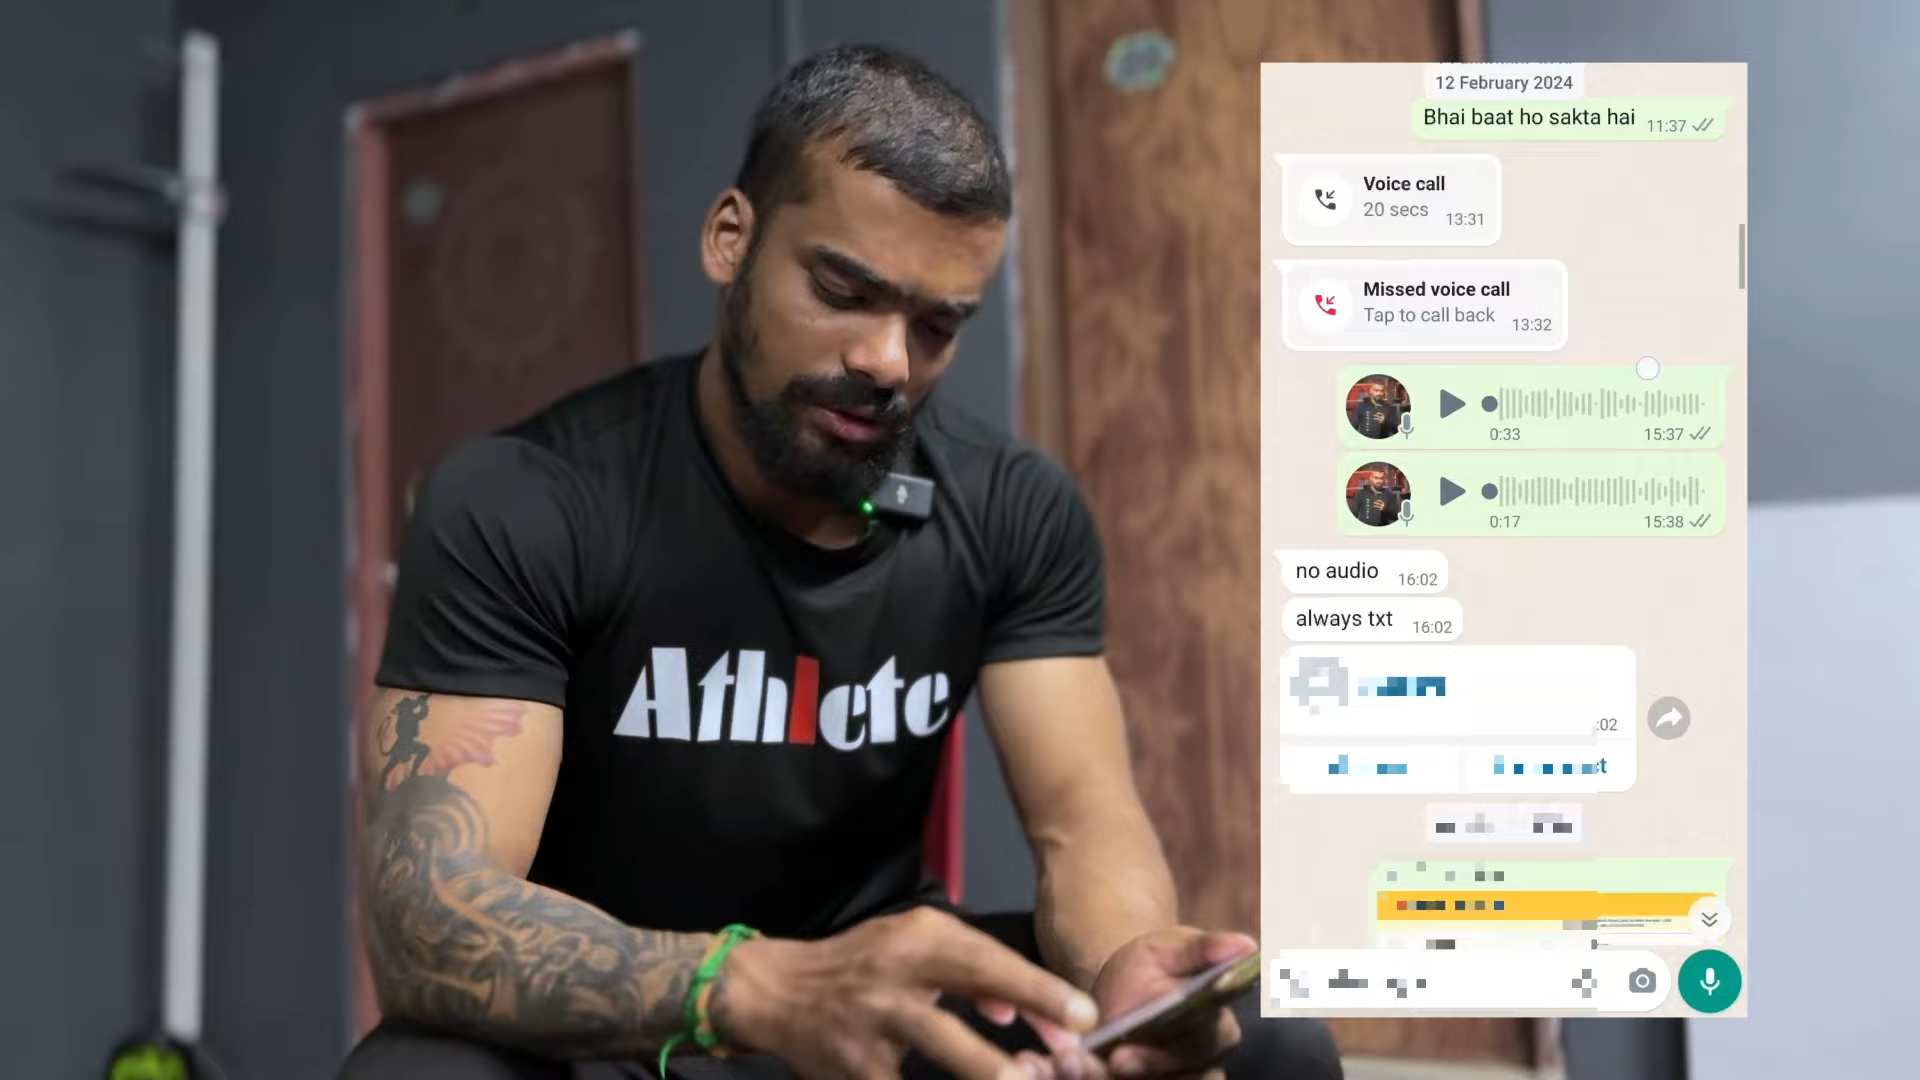 Athlete
12 February 2024
Bhai baat ho sakta hai 11:37
Voice call
20 secs 13:31
Missed voice call
Tap to call back 13:32
0:33 15:37
0:17 15:38
no audio 16:02
always txt 16:02
:02